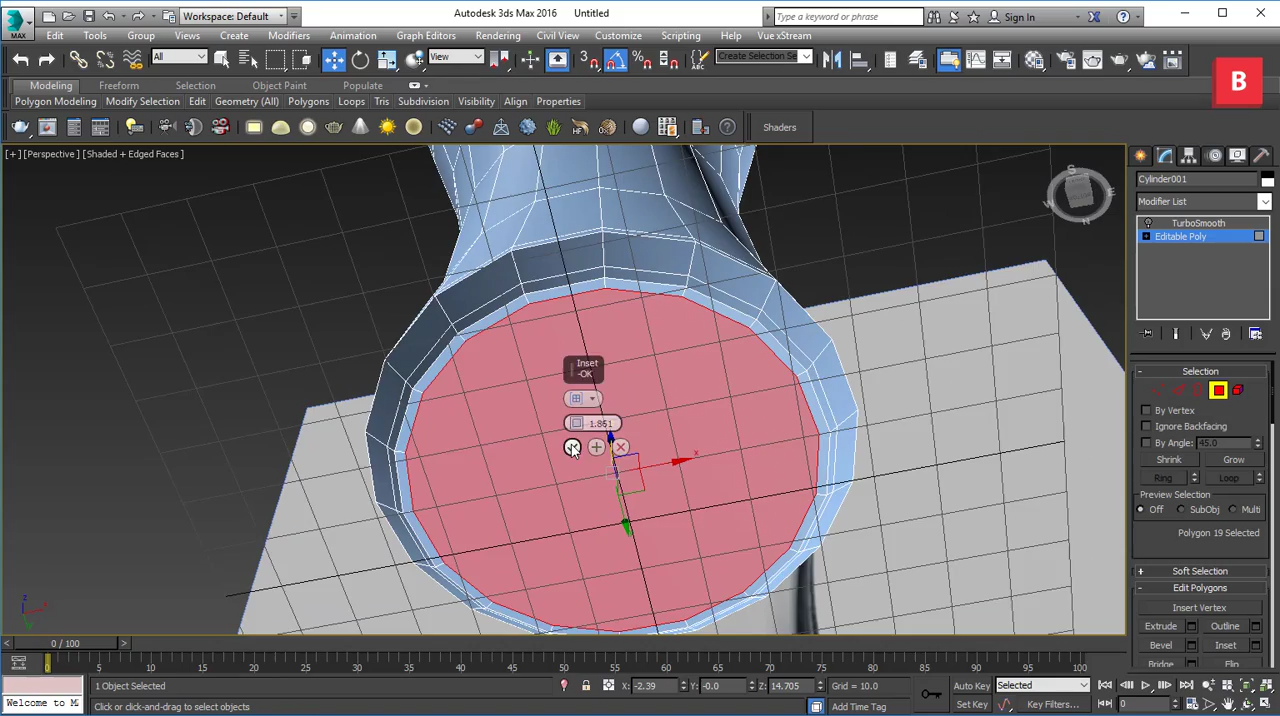 MAX
Workspace: Default
Autodesk 3ds Max 2016
Untitled
Type a keyword or phrase
Sign In
Edit
Tools
Group
Views
Create
Modifiers
Animation
Graph Editors
Rendering
Civil View
Customize
Scripting
Help
Vue xStream
All
View
3
Create Selection Se
B
Modeling
Freeform
Selection
Object Paint
Populate
Polygon Modeling
Modify Selection
Edit
Geometry (All)
Polygons
Loops
Tris
Subdivision
Visibility
Align
Properties
HF
Shaders
[+] [Perspective] [Shaded + Edged Faces]
S
W
E
N
Inset
-OK
1.851
x
z
Cylinder001
Modifier List
TurboSmooth
Editable Poly
Selection
By Vertex
Ignore Backfacing
By Angle:
45.0
Shrink
Grow
Ring
Loop
Preview Selection
Off
SubObj
Multi
Polygon 19 Selected
Soft Selection
Edit Polygons
Insert Vertex
Extrude
Outline
Bevel
Inset
Bridge
Flip
0 / 100
0 5 10 15 20 25 30 35 40 45 50 55 60 65 70 75 80 85 90 95 100
1 Object Selected
X: -2.39
Y: -0.0
Z: 14.705
Grid = 10.0
Auto Key
Selected
Welcome to M
Click or click-and-drag to select objects
Add Time Tag
Set Key
Key Filters...
0